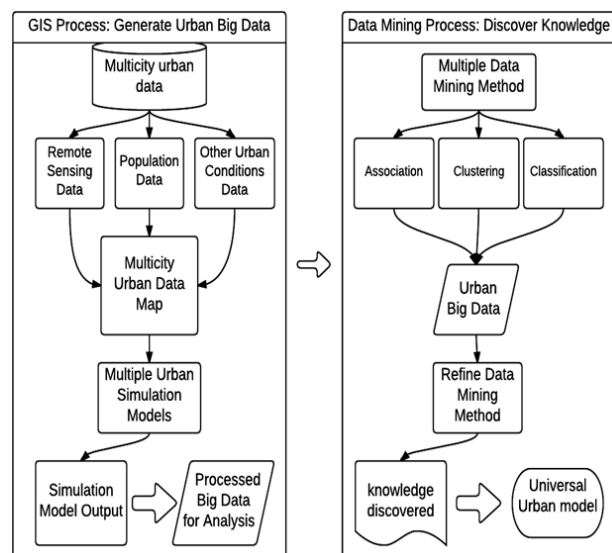 GIS Process: Generate Urban Big Data
Multicity urban
data
Remote
Sensing
Data
Population
Data
Other Urban
Conditions
Data
Multicity
Urban Data
Map
Multiple Urban
Simulation
Models
Simulation
Model Output
Processed
Big Data
for Analysis
Data Mining Process: Discover Knowledge
Multiple Data
Mining Method
Association
Clustering
Classification
Urban
Big Data
Refine Data
Mining
Method
knowledge
discovered
Universal
Urban model